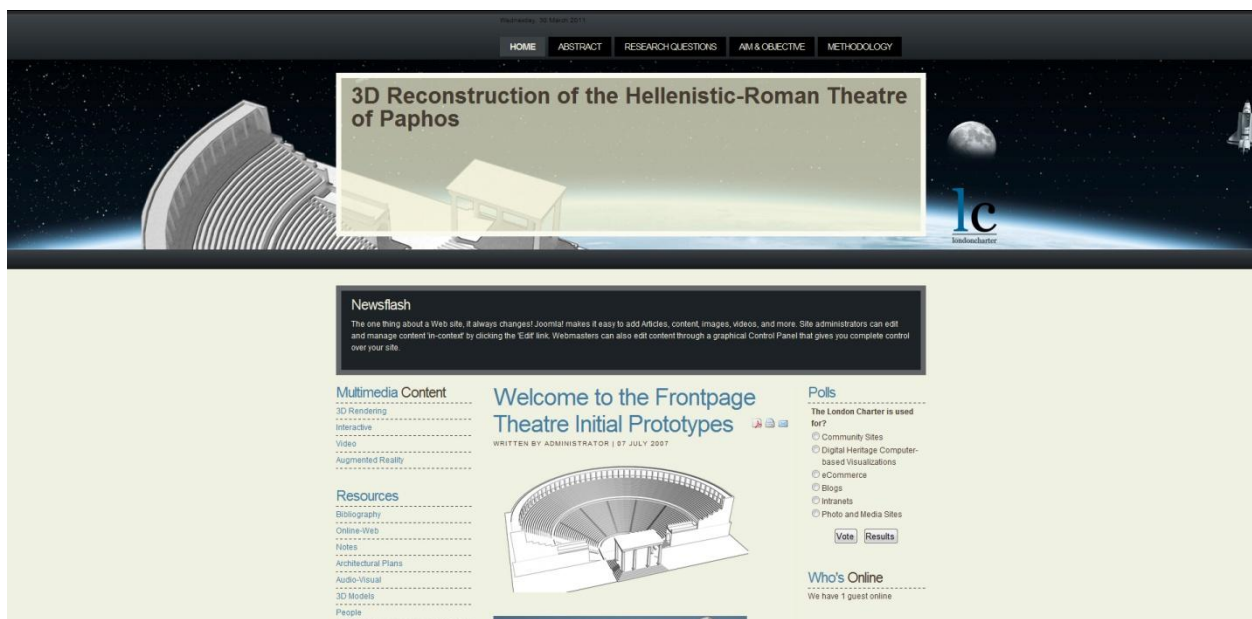 Wednesday, 30 March 2011
HOME ABSTRACT RESEARCH QUESTIONS AIM & OBJECTIVE METHODOLOGY
3D Reconstruction of the Hellenistic-Roman Theatre
of Paphos
lc
londoncharter
Newsflash
The one thing about a Web site, it always changes! Joomla! makes it easy to add Articles, content, images, videos, and more. Site administrators can edit
and manage content 'in-context' by clicking the 'Edit' link. Webmasters can also edit content through a graphical Control Panel that gives you complete control
over your site.
Multimedia Content
3D Rendering
Interactive
Video
Augmented Reality
Resources
Bibliography
Online-Web
Notes
Architectural Plans
Audio-Visual
3D Models
People
Welcome to the Frontpage
Theatre Initial Prototypes
WRITTEN BY ADMINISTRATOR | 07 JULY 2007
Polls
The London Charter is used
for?
Community Sites
Digital Heritage Computer-
based Visualizations
eCommerce
Blogs
Intranets
Photo and Media Sites
Vote Results
Who's Online
We have 1 guest online